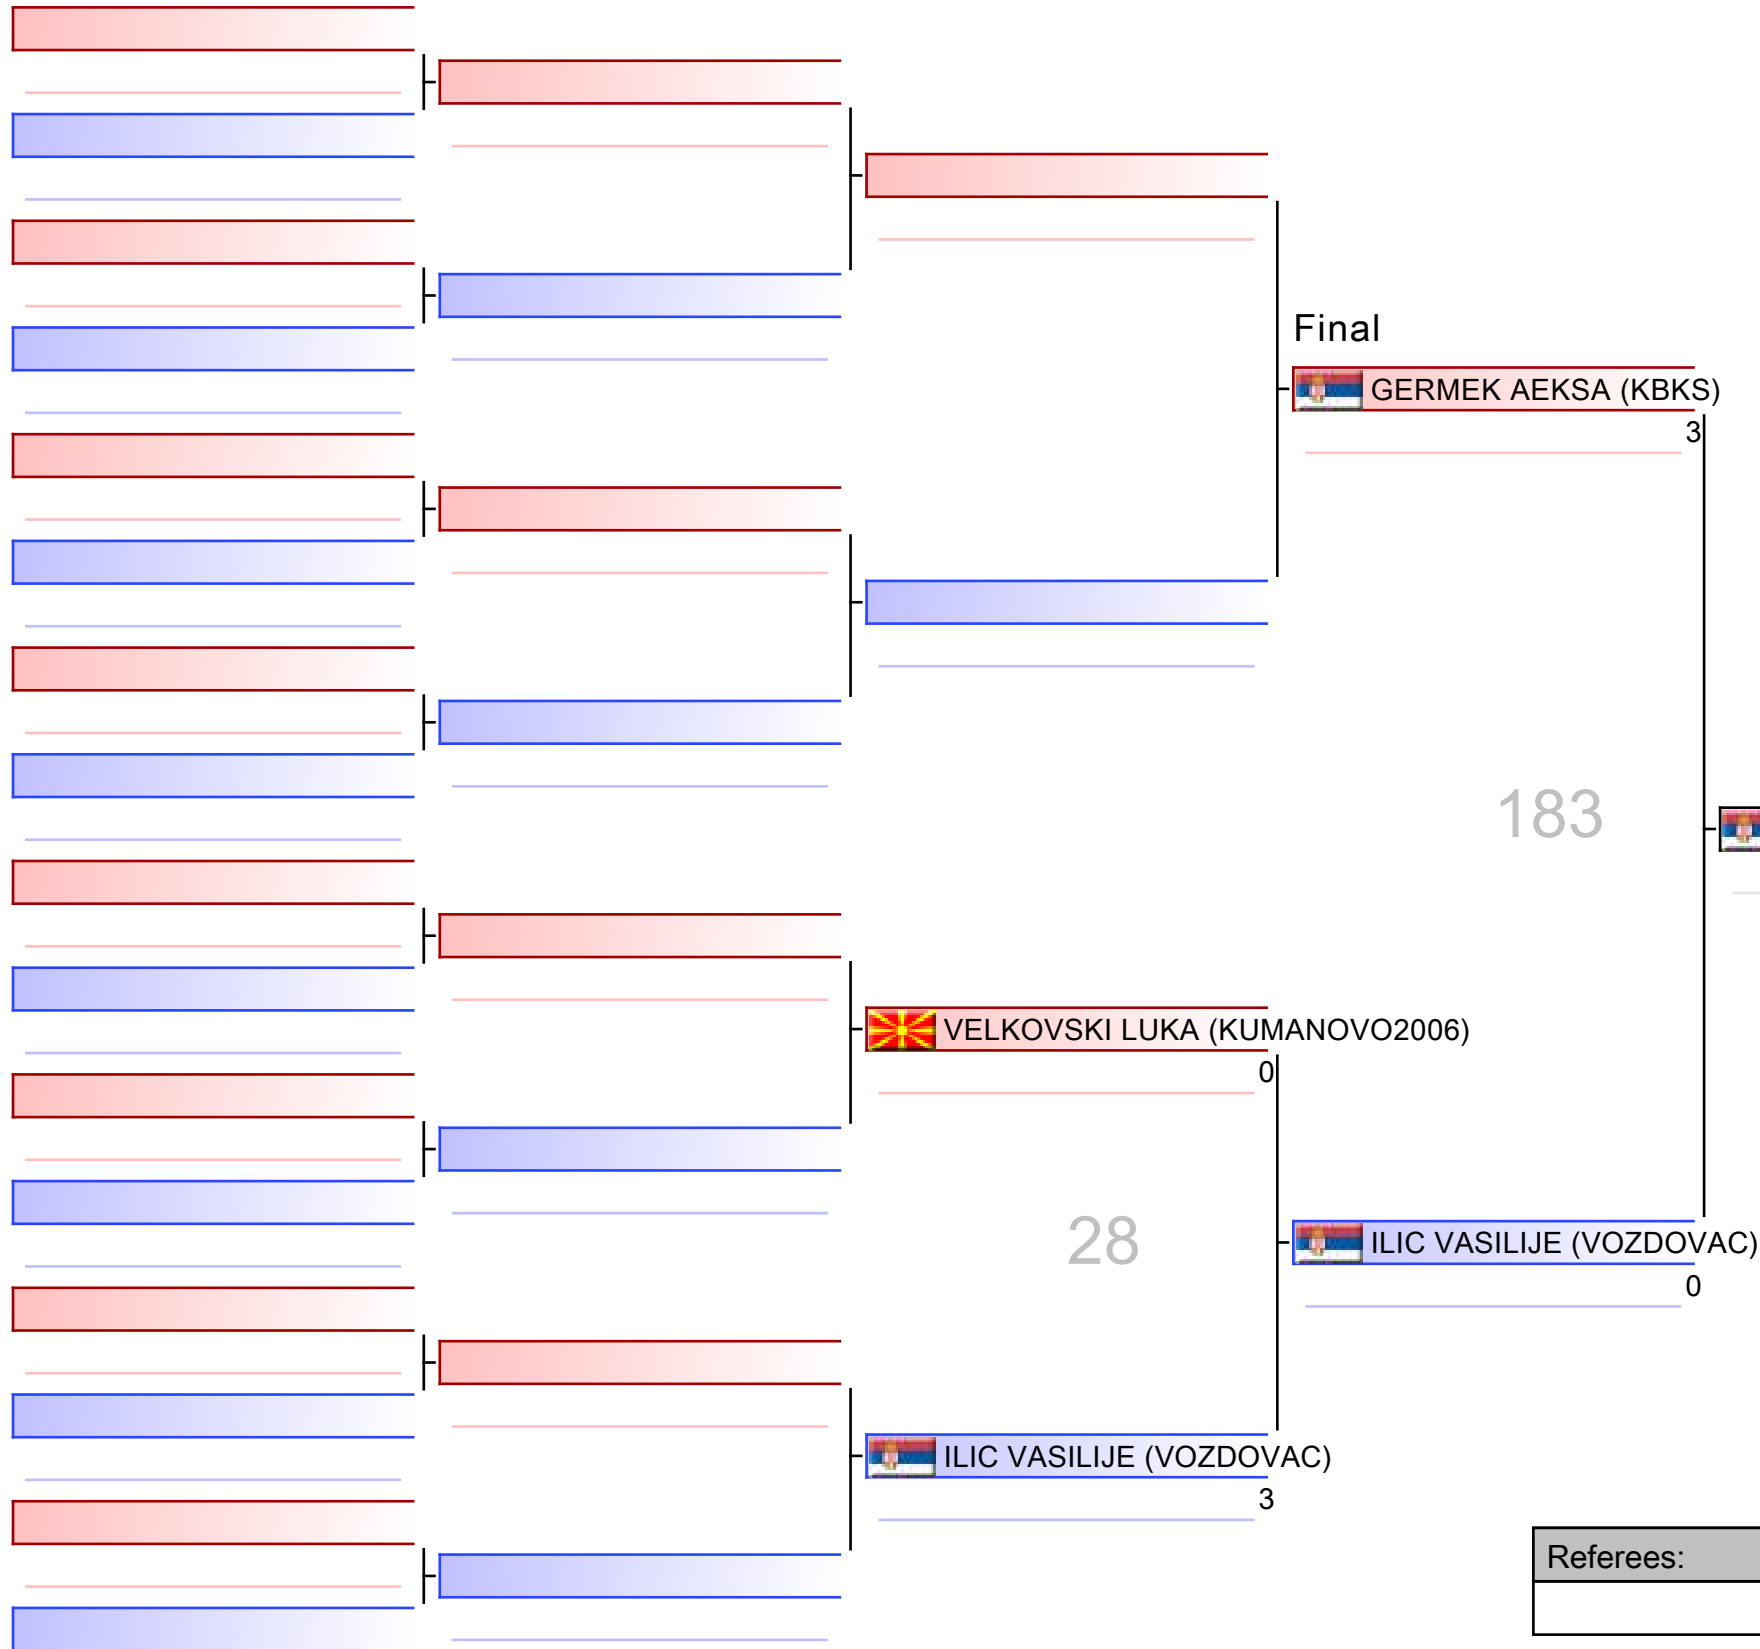 Final
GERMEK AEKSA (KBKS)
3
183
VELKOVSKI LUKA (KUMANOVO2006)
0
28
ILIC VASILIJE (VOZDOVAC)
0
ILIC VASILIJE (VOZDOVAC)
3
Referees: